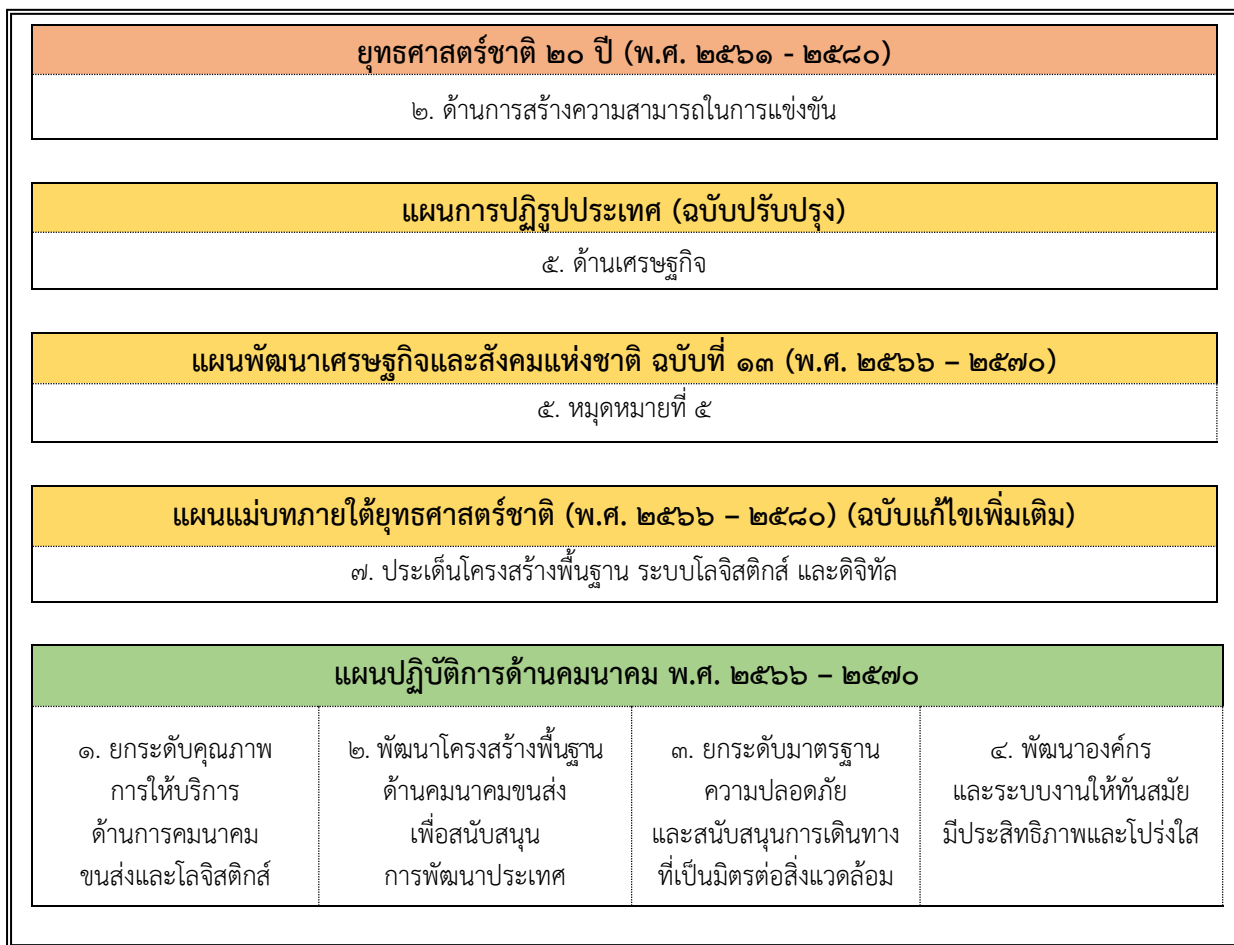 ยุทธศาสตร์ชาติ ๒๐ ปี (พ.ศ. ๒๕๖๑ - ๒๕๘๐)
๒. ด้านการสร้างความสามารถในการแข่งขัน
แผนการปฏิรูปประเทศ (ฉบับปรับปรุง)
๕. ด้านเศรษฐกิจ
แผนพัฒนาเศรษฐกิจและสังคมแห่งชาติ ฉบับที่ ๑๓ (พ.ศ. ๒๕๖๖ – ๒๕๗๐)
๕. หมุดหมายที่ ๕
แผนแม่บทภายใต้ยุทธศาสตร์ชาติ (พ.ศ. ๒๕๖๖ – ๒๕๘๐) (ฉบับแก้ไขเพิ่มเติม)
๗. ประเด็นโครงสร้างพื้นฐาน ระบบโลจิสติกส์ และดิจิทัล
แผนปฏิบัติการด้านคมนาคม พ.ศ. ๒๕๖๖ – ๒๕๗๐
๑. ยกระดับคุณภาพ
การให้บริการ
ด้านการคมนาคม
ขนส่งและโลจิสติกส์
๒. พัฒนาโครงสร้างพื้นฐาน
ด้านคมนาคมขนส่ง
เพื่อสนับสนุน
การพัฒนาประเทศ
๓. ยกระดับมาตรฐาน
ความปลอดภัย
และสนับสนุนการเดินทาง
ที่เป็นมิตรต่อสิ่งแวดล้อม
๔. พัฒนาองค์กร
และระบบงานให้ทันสมัย
มีประสิทธิภาพและโปร่งใส